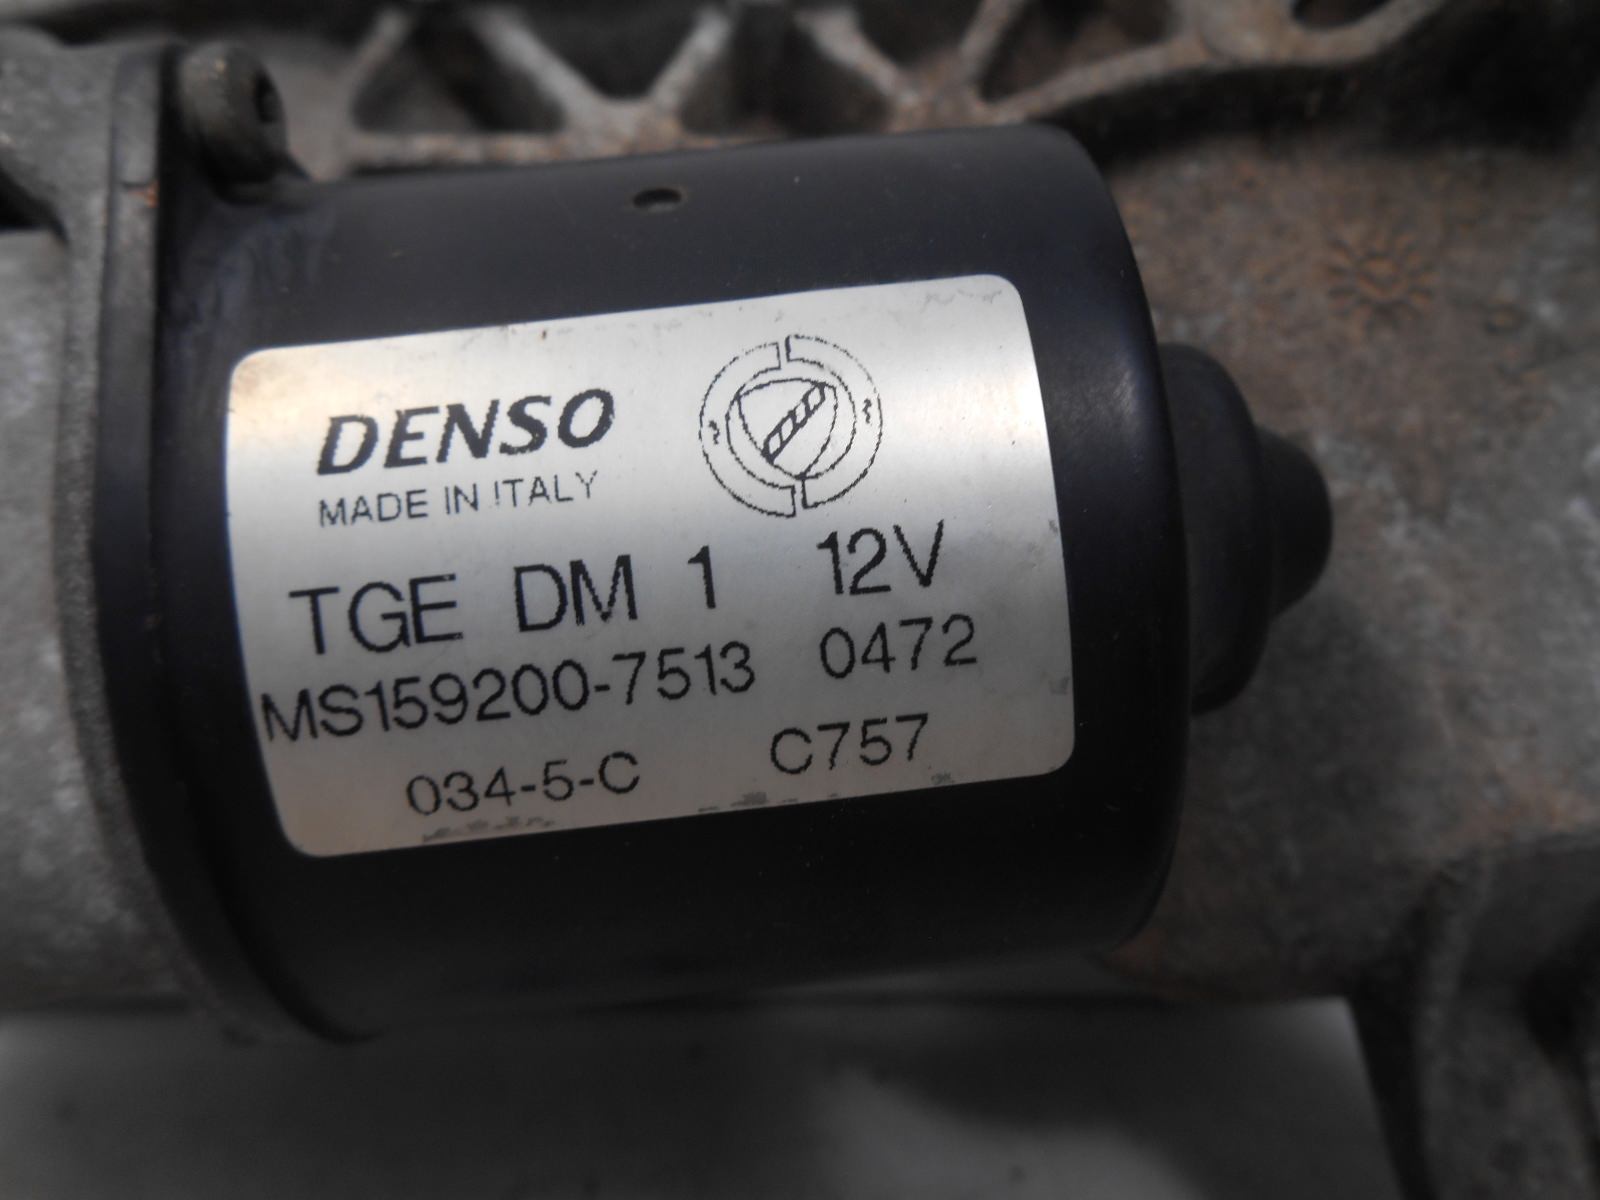 DENSO
MADE IN ITALY
TGE DM 1 12V
MS159200-7513 0472
034-5-C C757